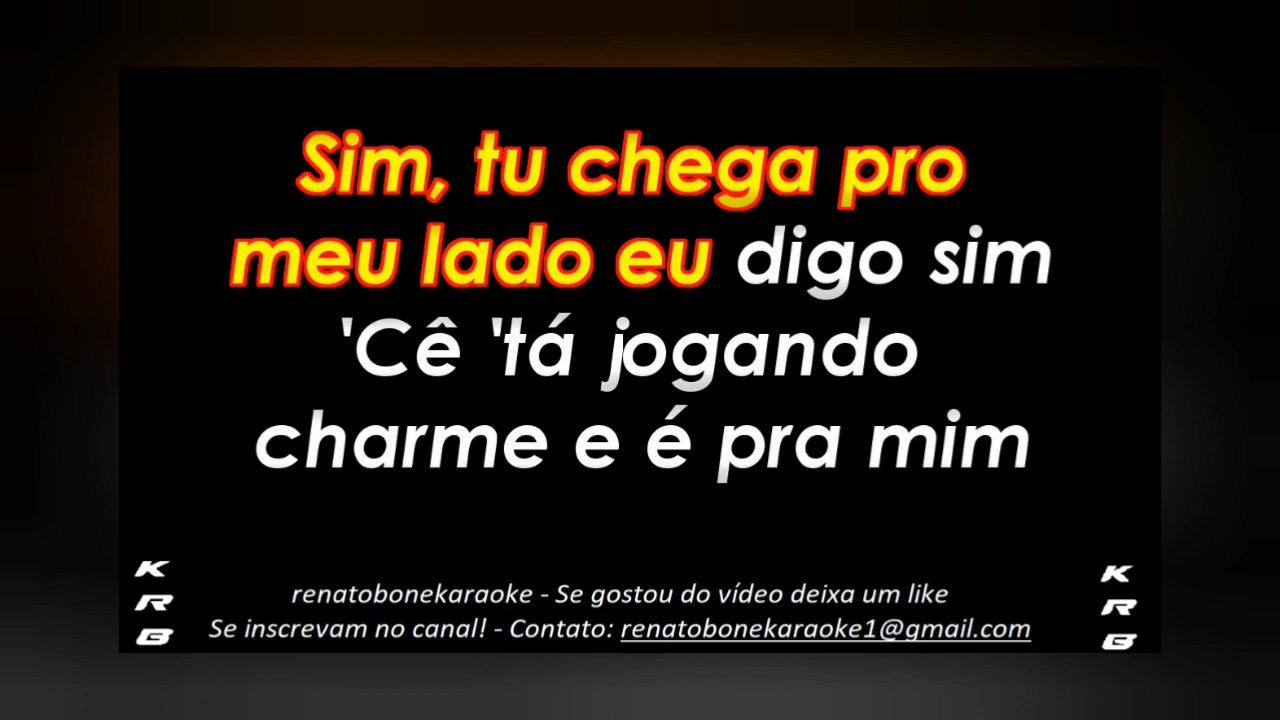 Sim, tu chega pro
meu lado eu digo sim
'Cê 'tá jogando
charme e é pra mim
K
R
B
renatobonekaraoke - Se gostou do vídeo deixa um like
Se inscrevam no canal! - Contato: renatobonekaraoke1@gmail.com
K
R
B